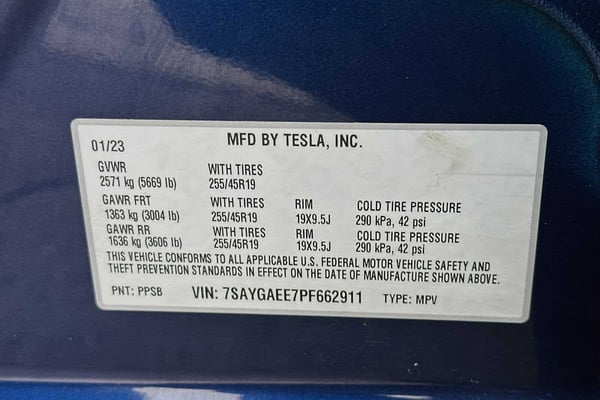 01/23 MFD BY TESLA, INC.
GVWR WITH TIRES
2571 kg (5669 lb) 255/45R19
GAWR FRT WITH TIRES RIM COLD TIRE PRESSURE
1363 kg (3004 lb) 255/45R19 19X9.5J 290 kPa, 42 psi
GAWR RR WITH TIRES RIM COLD TIRE PRESSURE
1636 kg (3606 lb) 255/45R19 19X9.5J 290 kPa, 42 psi
THIS VEHICLE CONFORMS TO ALL APPLICABLE U.S. FEDERAL MOTOR VEHICLE SAFETY AND
THEFT PREVENTION STANDARDS IN EFFECT ON THE DATE OF MANUFACTURE SHOWN ABOVE.
PNT: PPSB VIN: 7SAYGAEE7PF662911 TYPE: MPV